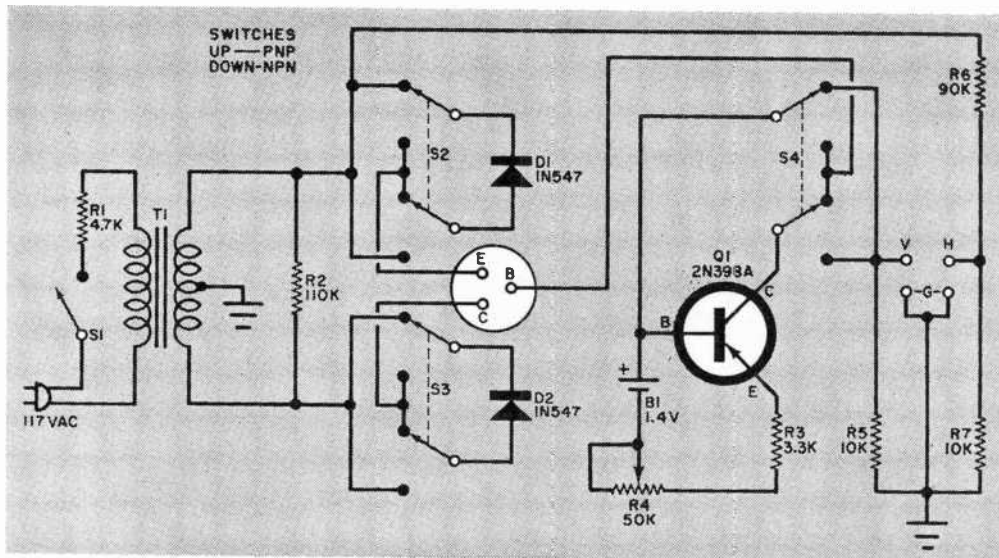 SWITCHES
UP — PNP
DOWN-NPN
R6
90K
S2
D1
1N547
S4
R1
4.7K
T1
R2
110K
E
B
C
Q1
2N398A
V
H
C
-G-
S1
B
S3
+
B1
1.4V
E
D2
1N547
117 VAC
R3
3.3K
R5
10K
R7
10K
R4
50K